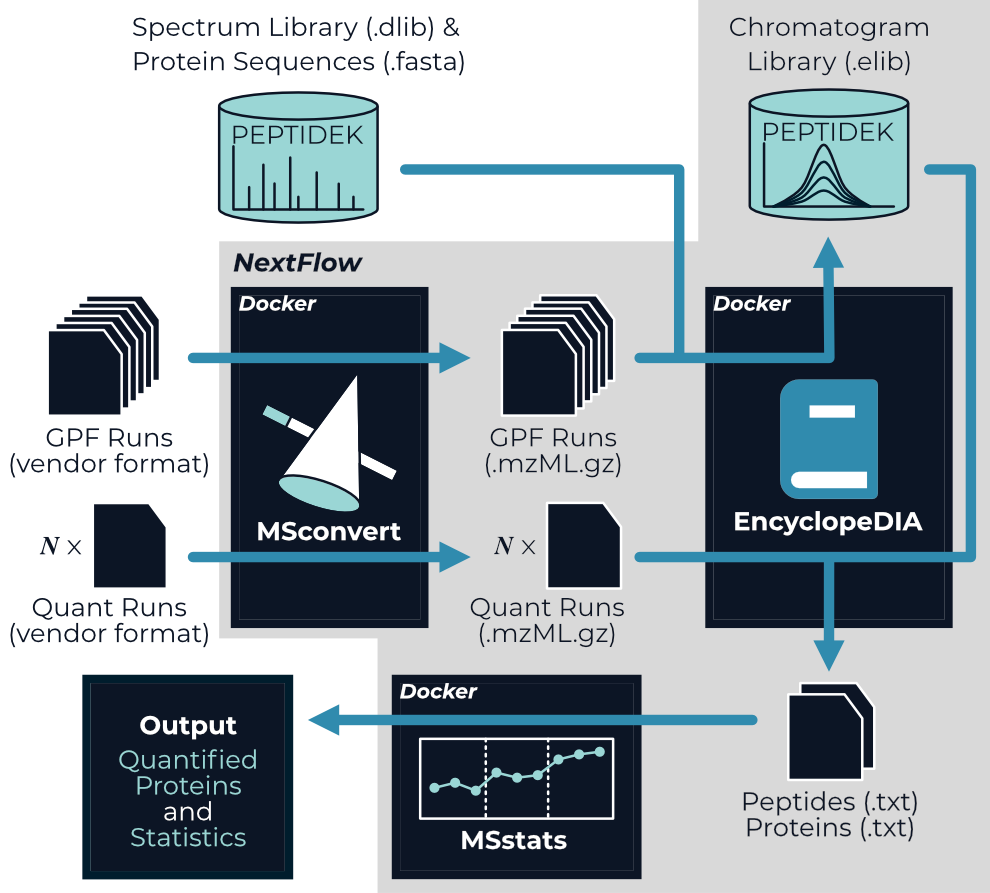 Spectrum Library (.dlib) &
Protein Sequences (.fasta)
Chromatogram
Library (.elib)
PEPTIDEK
PEPTIDEK
NextFlow
Docker
Docker
GPF Runs
(vendor format)
GPF Runs
(.mzML.gz)
MSconvert
EncyclopeDIA
N ×
N ×
Quant Runs
(vendor format)
Quant Runs
(.mzML.gz)
Output
Quantified
Proteins
and
Statistics
Docker
MSstats
Peptides (.txt)
Proteins (.txt)